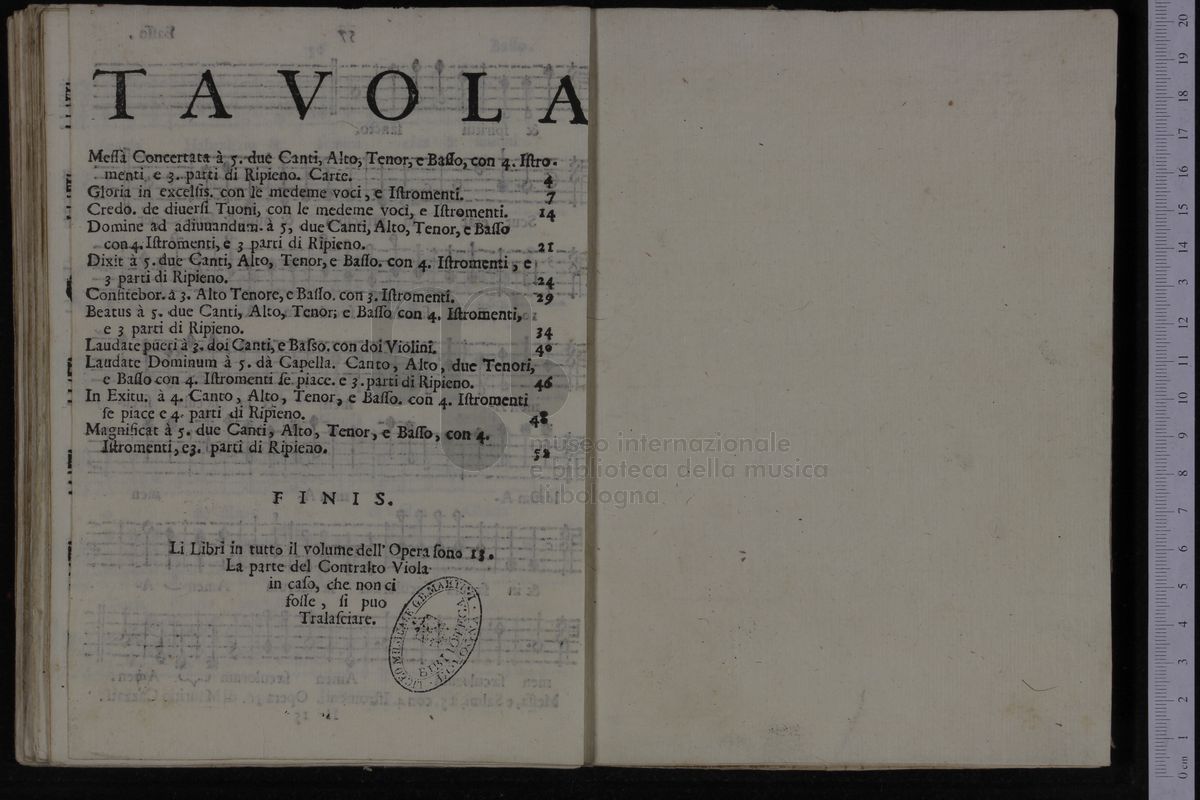 TAVOLA
Meſſa Concertata à 5. due Canti, Alto, Tenor, e Baſſo, con 4. Iſtro-
menti, e 3. parti di Ripieno. Carte. 4
Gloria in excelſis. con le medeme voci, e Iſtromenti. 7
Credo. de diuerſi Tuoni, con le medeme voci, e Iſtromenti. 14
Domine ad adiuuandum. à 5, due Canti, Alto, Tenor, e Baſſo
con 4. Iſtromenti, e 3 parti di Ripieno. 21
Dixit à 5. due Canti, Alto, Tenor, e Baſſo. con 4. Iſtromenti, e
3 parti di Ripieno. 24
Confitebor. à 3. Alto Tenore, e Baſſo. con 3. Iſtromenti. 29
Beatus à 5. due Canti, Alto, Tenor, e Baſſo con 4. Iſtromenti,
e 3 parti di Ripieno. 34
Laudate pueri à 3. doi Canti, e Baſso. con doi Violini. 40
Laudate Dominum à 5. da Capella. Canto, Alto, due Tenori,
e Baſſo con 4. Iſtromenti ſe piace. e 3. parti di Ripieno. 46
In Exitu. à 4. Canto, Alto, Tenor, e Baſſo. con 4. Iſtromenti
ſe piace e 4. parti di Ripieno. 48
Magnificat à 5. due Canti, Alto, Tenor, e Baſſo, con 4.
Iſtromenti, e 3. parti di Ripieno. 52
FINIS.
Li Libri in tutto il volume dell' Opera ſono 13.
La parte del Contralto Viola
in caſo, che non ci
foſſe, ſi puo
Tralaſciare.
LICEO MUSICALE G.B. MARTINI
BIBLIOTECA
BOLOGNA
museo internazionale
e biblioteca della musica
di bologna